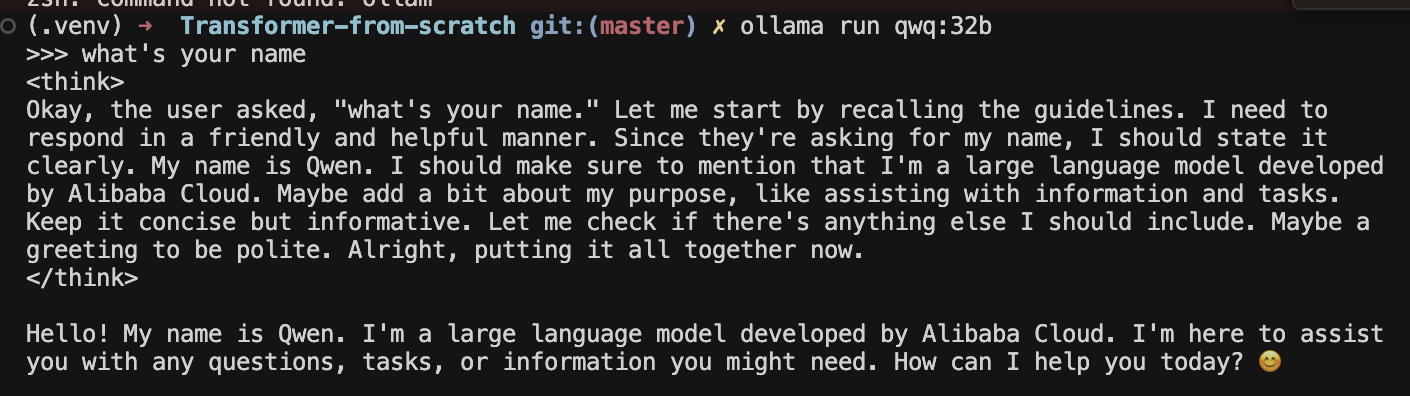 zsh: command not found: ollam
(.venv) ➜  Transformer-from-scratch git:(master) ✗ ollama run qwq:32b
>>> what's your name
<think>
Okay, the user asked, "what's your name." Let me start by recalling the guidelines. I need to
respond in a friendly and helpful manner. Since they're asking for my name, I should state it
clearly. My name is Qwen. I should make sure to mention that I'm a large language model developed
by Alibaba Cloud. Maybe add a bit about my purpose, like assisting with information and tasks.
Keep it concise but informative. Let me check if there's anything else I should include. Maybe a
greeting to be polite. Alright, putting it all together now.
</think>

Hello! My name is Qwen. I'm a large language model developed by Alibaba Cloud. I'm here to assist
you with any questions, tasks, or information you might need. How can I help you today? 😊